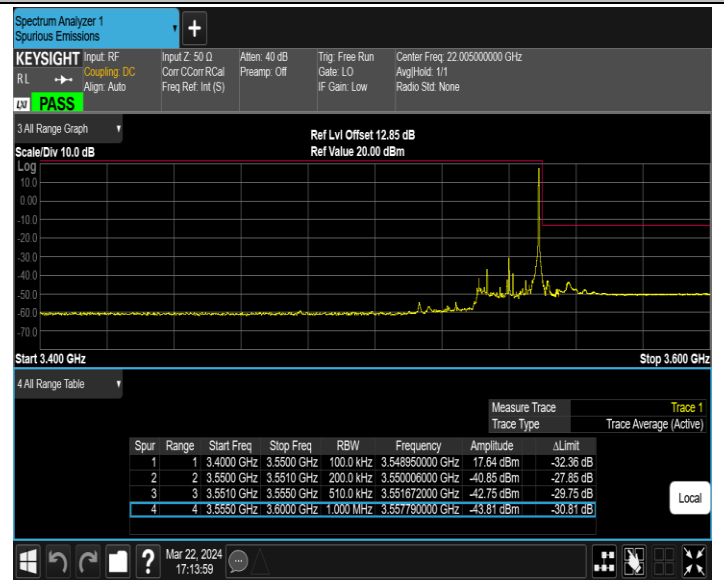 Spectrum Analyzer 1
Spurious Emissions
+
KEYSIGHT
R L
LXI PASS
Input: RF
Coupling: DC
Align: Auto
Input Z: 50 Ω
Corr CCorr RCal
Freq Ref: Int (S)
Atten: 40 dB
Preamp: Off
Trig: Free Run
Gate: LO
IF Gain: Low
Center Freq: 22.005000000 GHz
Avg|Hold: 1/1
Radio Std: None
3 All Range Graph
Scale/Div 10.0 dB
Ref Lvl Offset 12.85 dB
Ref Value 20.00 dBm
Log
10.0
0.00
-10.0
-20.0
-30.0
-40.0
-50.0
-60.0
-70.0
Start 3.400 GHz Stop 3.600 GHz
4 All Range Table
Measure Trace Trace 1
Trace Type Trace Average (Active)
Spur Range Start Freq Stop Freq RBW Frequency Amplitude ∆Limit
1 1 3.4000 GHz 3.5500 GHz 100.0 kHz 3.548950000 GHz 17.64 dBm -32.36 dB
2 2 3.5500 GHz 3.5510 GHz 200.0 kHz 3.550006000 GHz -40.85 dBm -27.85 dB
3 3 3.5510 GHz 3.5550 GHz 510.0 kHz 3.551672000 GHz -42.75 dBm -29.75 dB
4 4 3.5550 GHz 3.6000 GHz 1.000 MHz 3.557790000 GHz -43.81 dBm -30.81 dB
Local
?
Mar 22, 2024
17:13:59